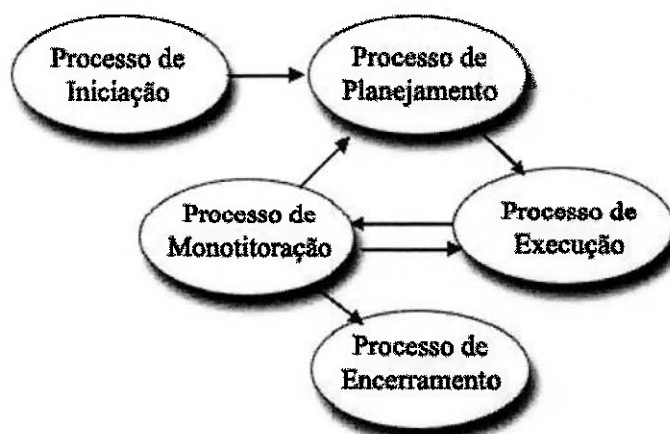 Processo de
Iniciação
Processo de
Planejamento
Processo de
Monotitoração
Processo de
Execução
Processo de
Encerramento